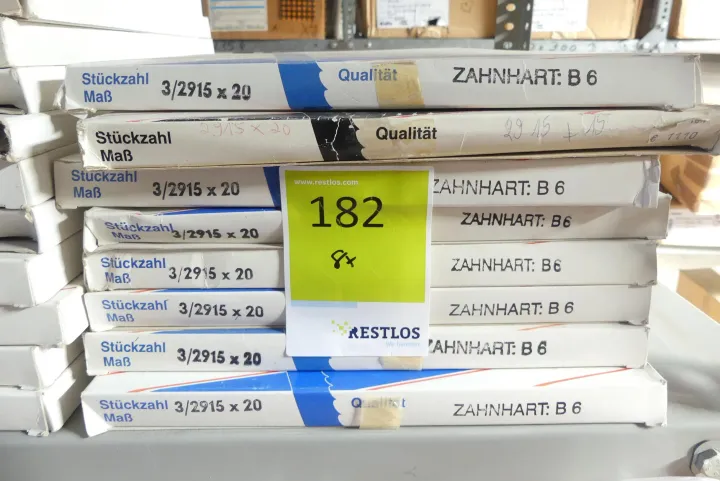 Stückzahl
Maß 3/2915 x 20 Qualität ZAHNHART: B 6
Stückzahl 2915 x 20 Qualität 2915 + 15
Maß
Stückzahl
Maß 3/2915 x 20 ZAHNHART: B 6
Stückzahl
Maß 3/2915 x 20 ZAHNHART: B 6
Stückzahl
Maß 3/2915 x 20 ZAHNHART: B 6
Stückzahl
Maß 3/2915 x 20 ZAHNHART: B 6
Stückzahl
Maß 3/2915 x 20 ZAHNHART: B 6
Stückzahl
Maß 3/2915 x 20 Qualität ZAHNHART: B 6
www.restlos.com
182
8x
RESTLOS